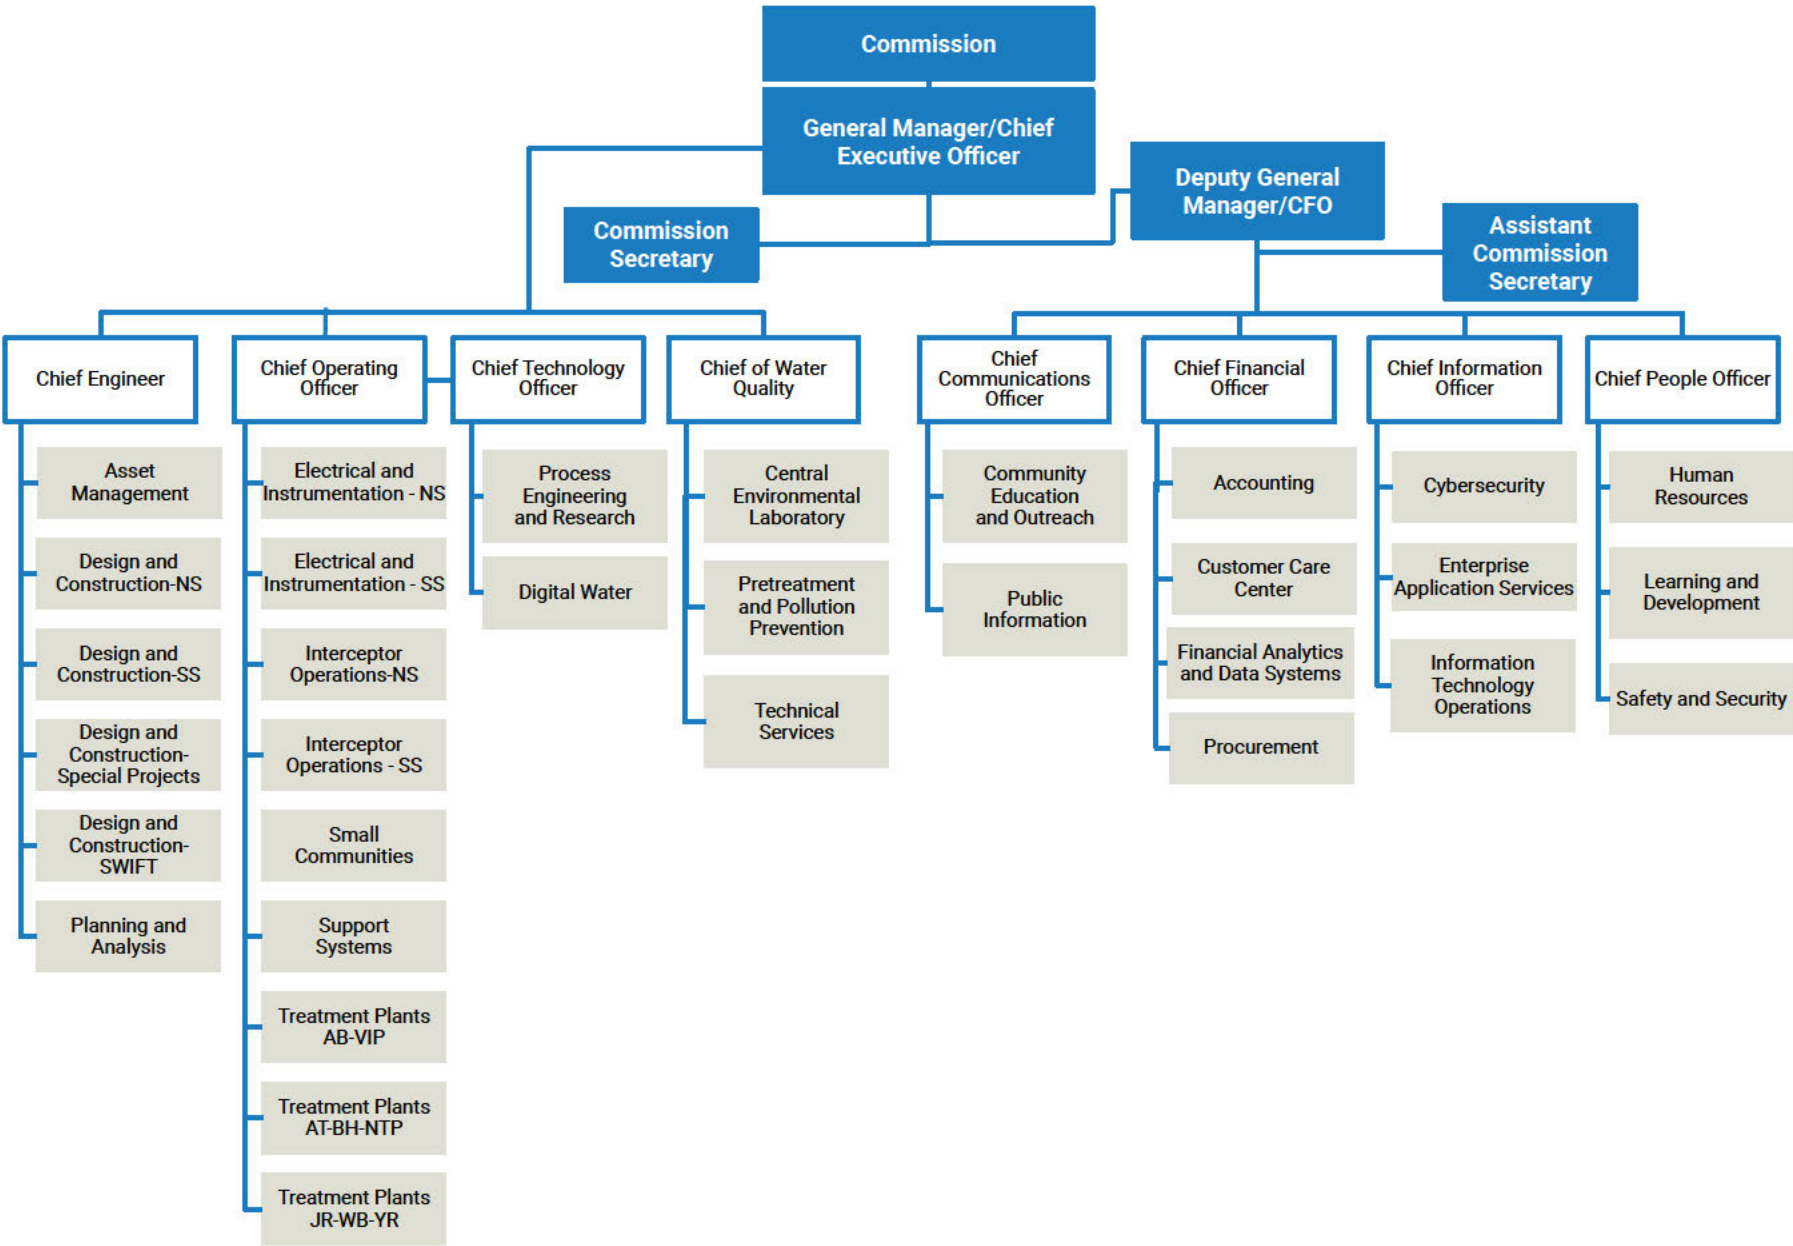 Commission
General Manager/Chief
Executive Officer
Deputy General
Manager/CFO
Commission
Secretary
Assistant
Commission
Secretary
Chief Engineer
Asset
Management
Design and
Construction-NS
Design and
Construction-SS
Design and
Construction-
Special Projects
Design and
Construction-
SWIFT
Planning and
Analysis
Chief Operating
Officer
Electrical and
Instrumentation - NS
Electrical and
Instrumentation - SS
Interceptor
Operations-NS
Interceptor
Operations - SS
Small
Communities
Support
Systems
Treatment Plants
AB-VIP
Treatment Plants
AT-BH-NTP
Treatment Plants
JR-WB-YR
Chief Technology
Officer
Process
Engineering
and Research
Digital Water
Chief of Water
Quality
Central
Environmental
Laboratory
Pretreatment
and Pollution
Prevention
Technical
Services
Chief
Communications
Officer
Community
Education
and Outreach
Public
Information
Chief Financial
Officer
Accounting
Customer Care
Center
Financial Analytics
and Data Systems
Procurement
Chief Information
Officer
Cybersecurity
Enterprise
Application Services
Information
Technology
Operations
Chief People Officer
Human
Resources
Learning and
Development
Safety and Security